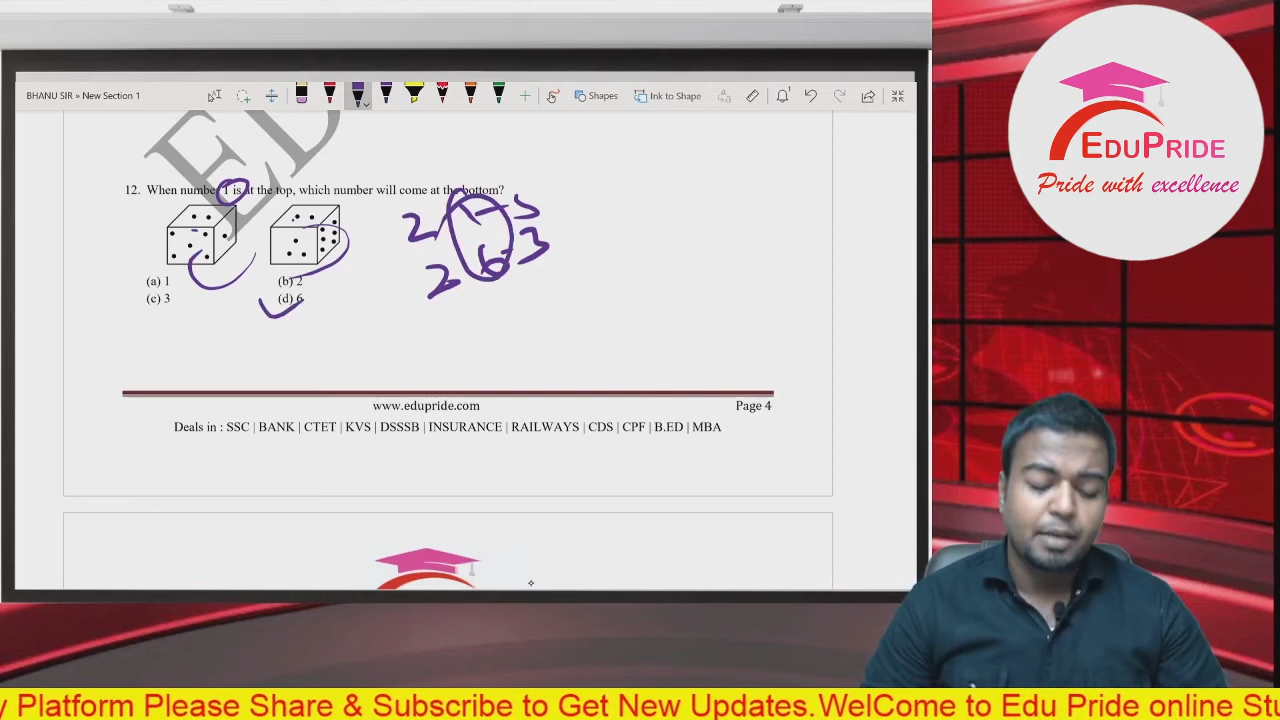 BHANU SIR » New Section 1
Shapes
Ink to Shape
ED
12. When number 1 is at the top, which number will come at the bottom?
(a) 1
(b) 2
(c) 3
(d) 6
2 1 5
2 6 3
www.edupride.com
Page 4
Deals in : SSC | BANK | CTET | KVS | DSSSB | INSURANCE | RAILWAYS | CDS | CPF | B.ED | MBA
EDUPRIDE
Pride with excellence
y Platform Please Share & Subscribe to Get New Updates.WelCome to Edu Pride online Stu